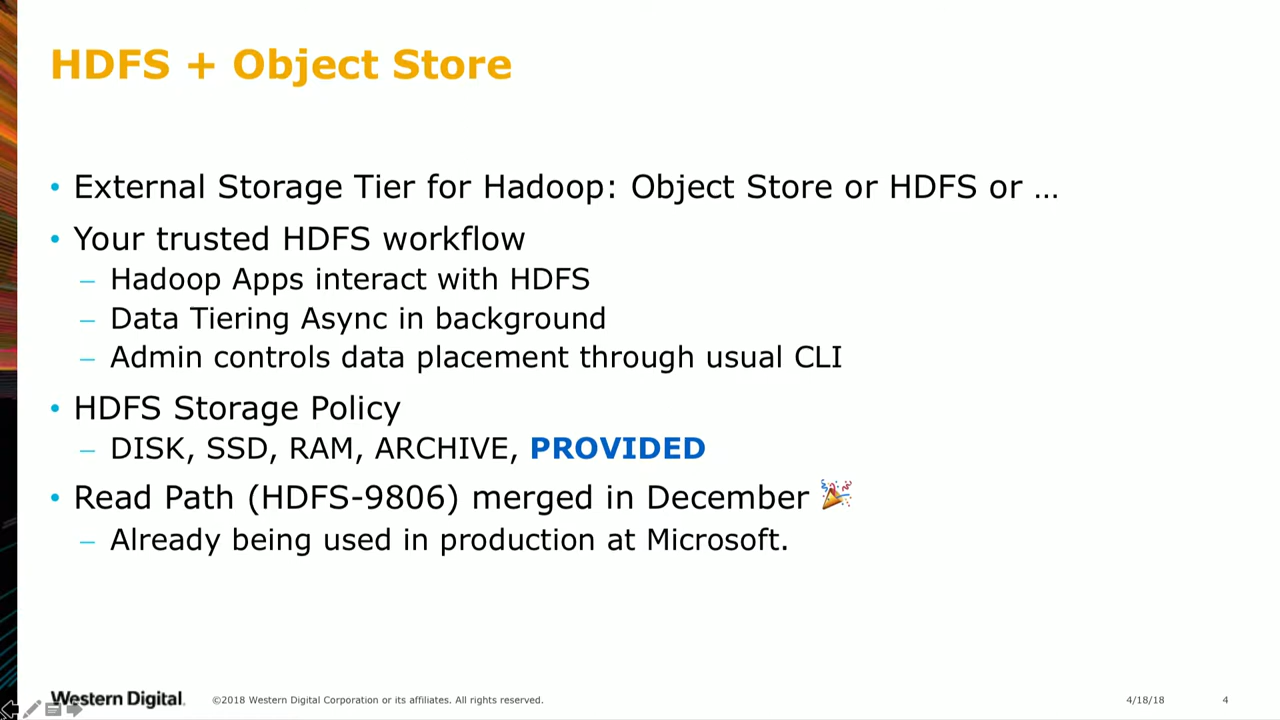 HDFS + Object Store
• External Storage Tier for Hadoop: Object Store or HDFS or …
• Your trusted HDFS workflow
– Hadoop Apps interact with HDFS
– Data Tiering Async in background
– Admin controls data placement through usual CLI
• HDFS Storage Policy
– DISK, SSD, RAM, ARCHIVE, PROVIDED
• Read Path (HDFS-9806) merged in December 🎉
– Already being used in production at Microsoft.
Western Digital. ©2018 Western Digital Corporation or its affiliates. All rights reserved. 4/18/18 4